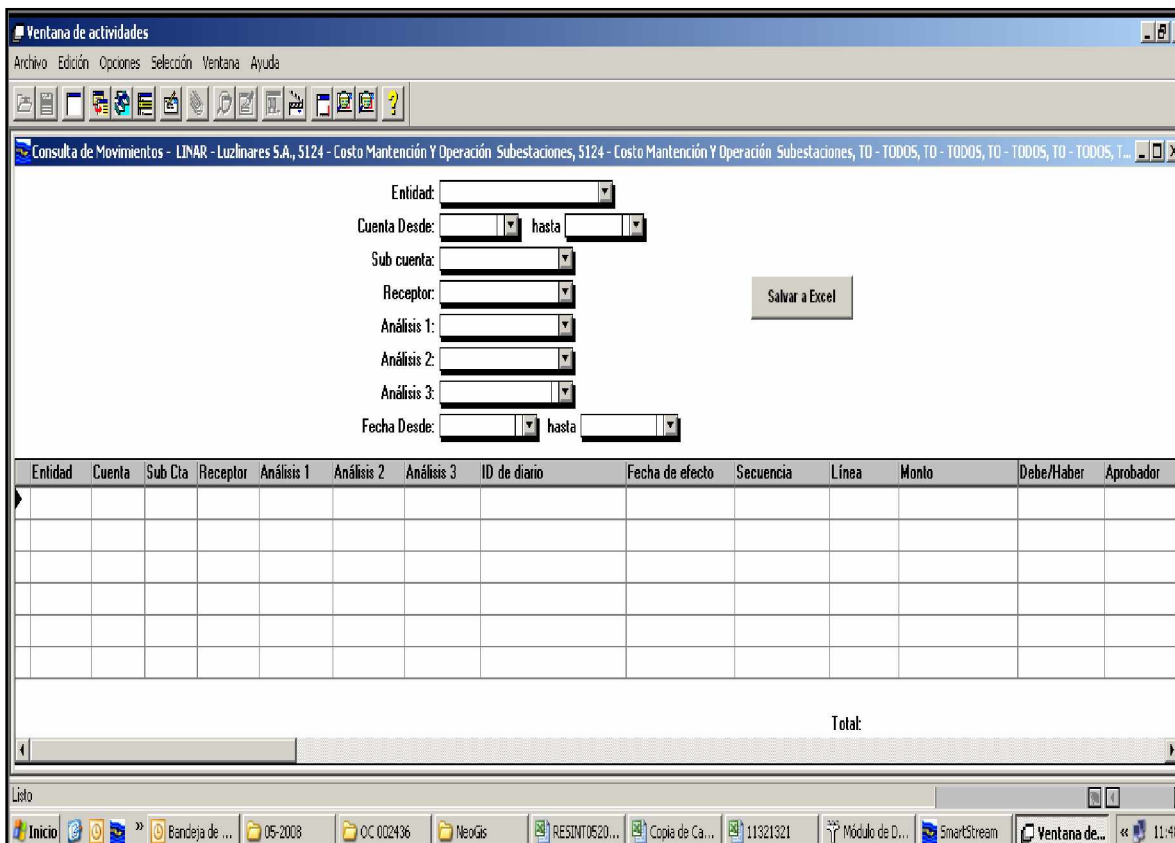 Ventana de actividades
Archivo Edición Opciones Selección Ventana Ayuda
Consulta de Movimientos - LINAR - Luzlinares S.A., 5124 - Costo Mantención Y Operación Subestaciones, 5124 - Costo Mantención Y Operación Subestaciones, TO - TODOS, TO - TODOS, TO - TODOS, TO - TODOS, T...
Entidad:
Cuenta Desde: hasta
Sub cuenta:
Receptor:
Salvar a Excel
Análisis 1:
Análisis 2:
Análisis 3:
Fecha Desde: hasta
Entidad Cuenta Sub Cta Receptor Análisis 1 Análisis 2 Análisis 3 ID de diario Fecha de efecto Secuencia Línea Monto Debe/Haber Aprobador
Total:
Listo
Inicio » Bandeja de ... 05-2008 OC 002436 NeoGis RESINT0520... Copia de Ca... 11321321 Módulo de D... SmartStream Ventana de... « 11:4